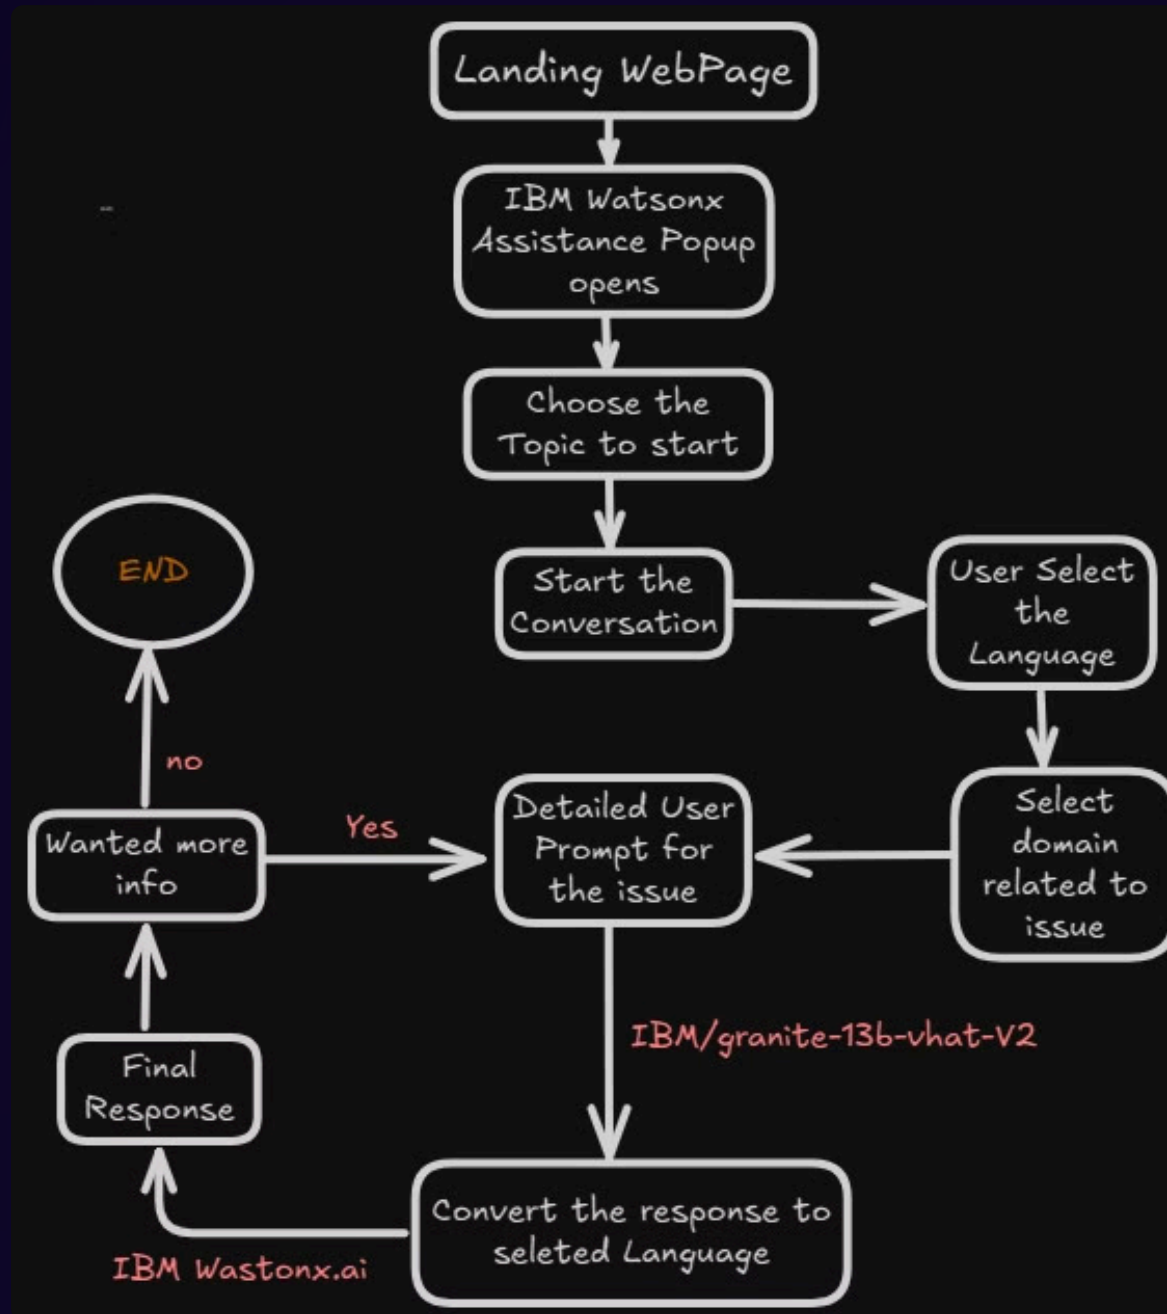 Landing WebPage
IBM Watsonx
Assistance Popup
opens
Choose the
Topic to start
Start the
Conversation
User Select
the
Language
Select
domain
related to
issue
Detailed User
Prompt for
the issue
IBM/granite-13b-vhat-V2
Convert the response to
seleted Language
IBM Wastonx.ai
Final
Response
Wanted more
info
Yes
no
END